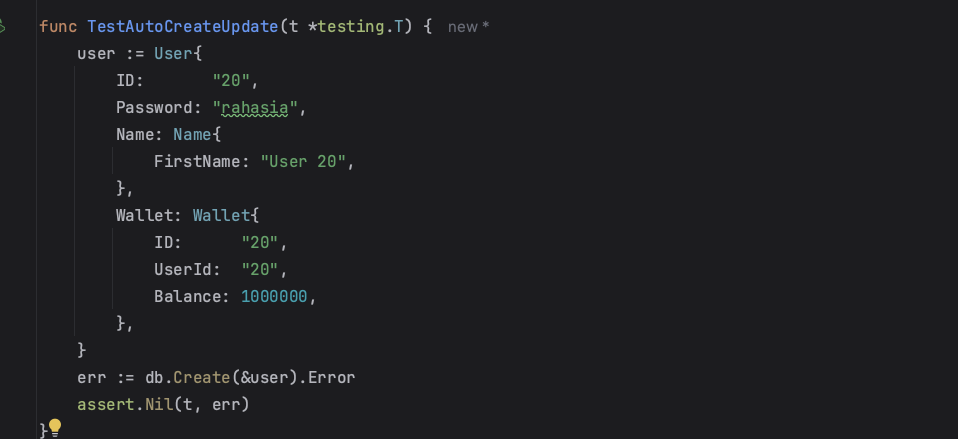 func TestAutoCreateUpdate(t *testing.T) { new *
    user := User{
        ID:       "20",
        Password: "rahasia",
        Name: Name{
            FirstName: "User 20",
        },
        Wallet: Wallet{
            ID:      "20",
            UserId:  "20",
            Balance: 1000000,
        },
    }
    err := db.Create(&user).Error
    assert.Nil(t, err)
}